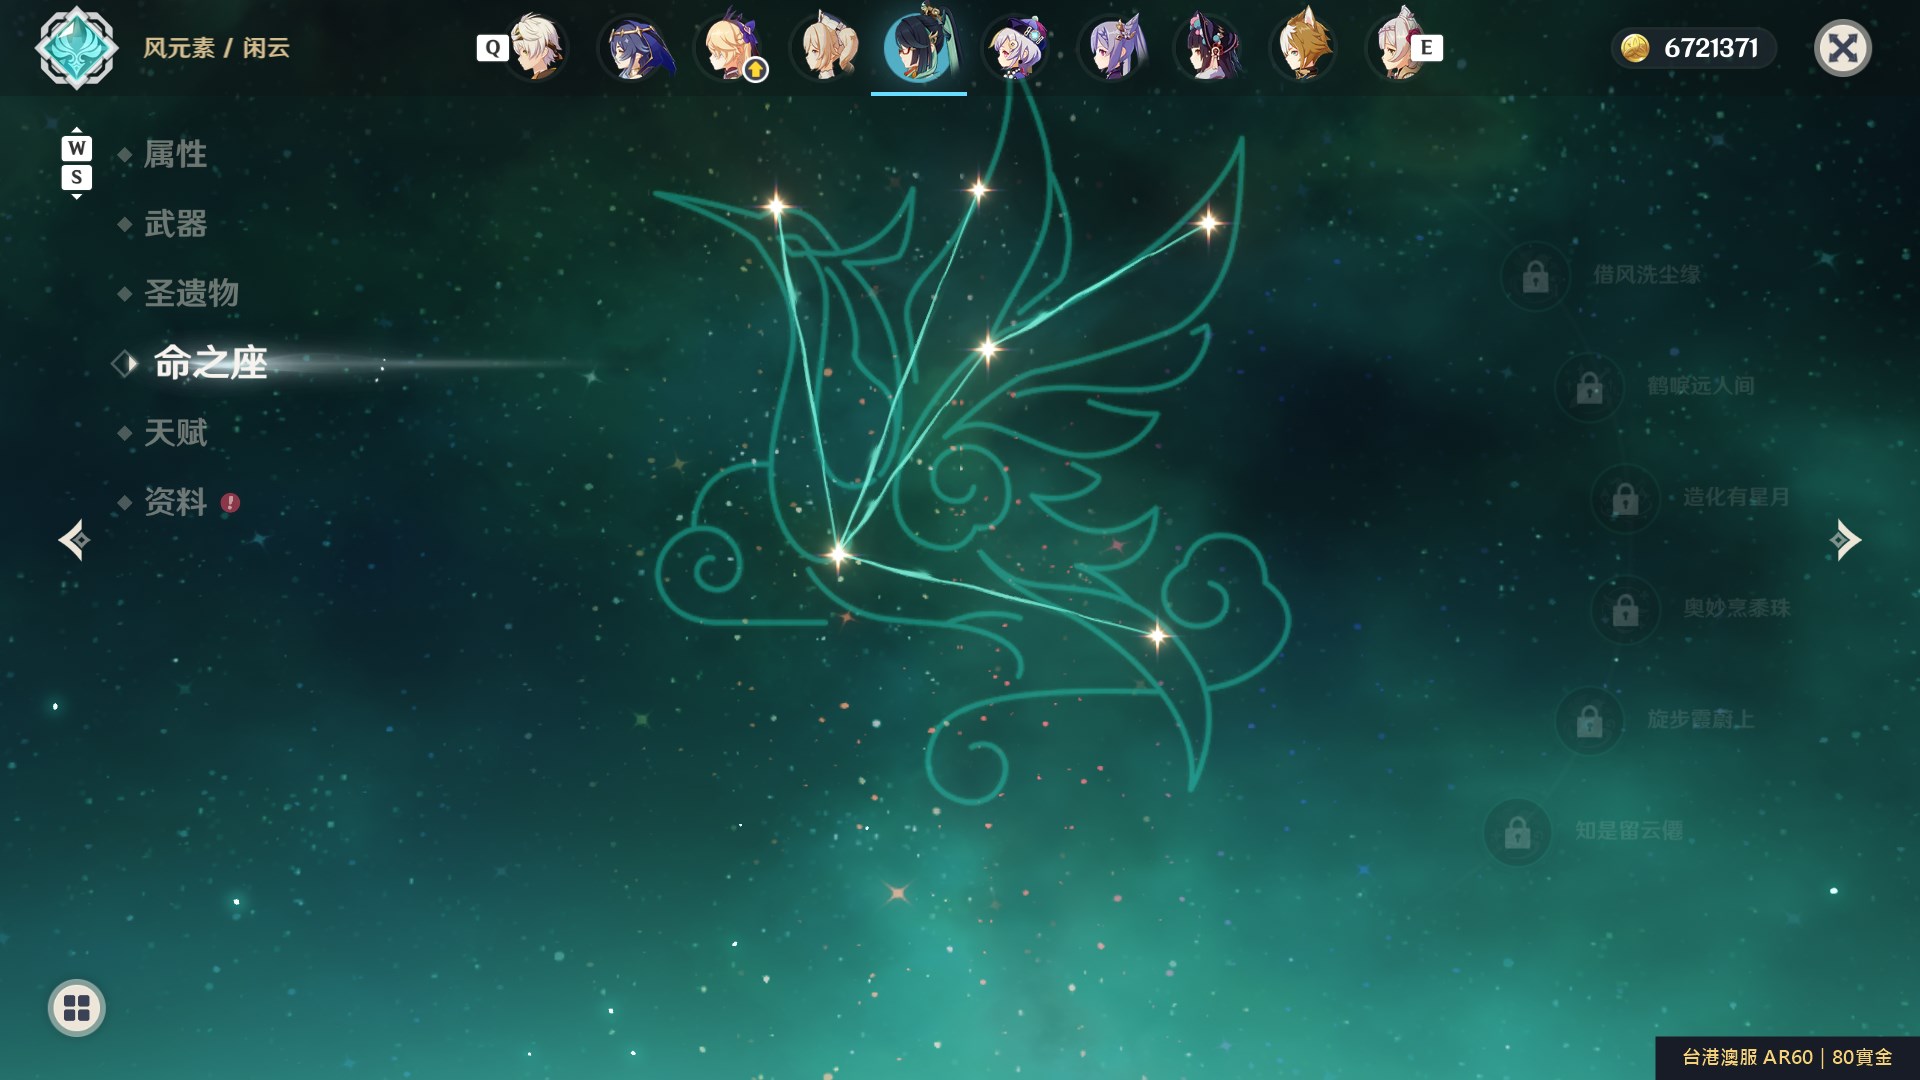 风元素 / 闲云
Q
E
6721371
W
S
属性
武器
圣遗物
命之座
天赋
资料
借风洗尘缘
鹤唳远人间
造化有星月
奥妙烹黍珠
旋步霞蔚上
知是留云僊
台港澳服 AR60 | 80實金